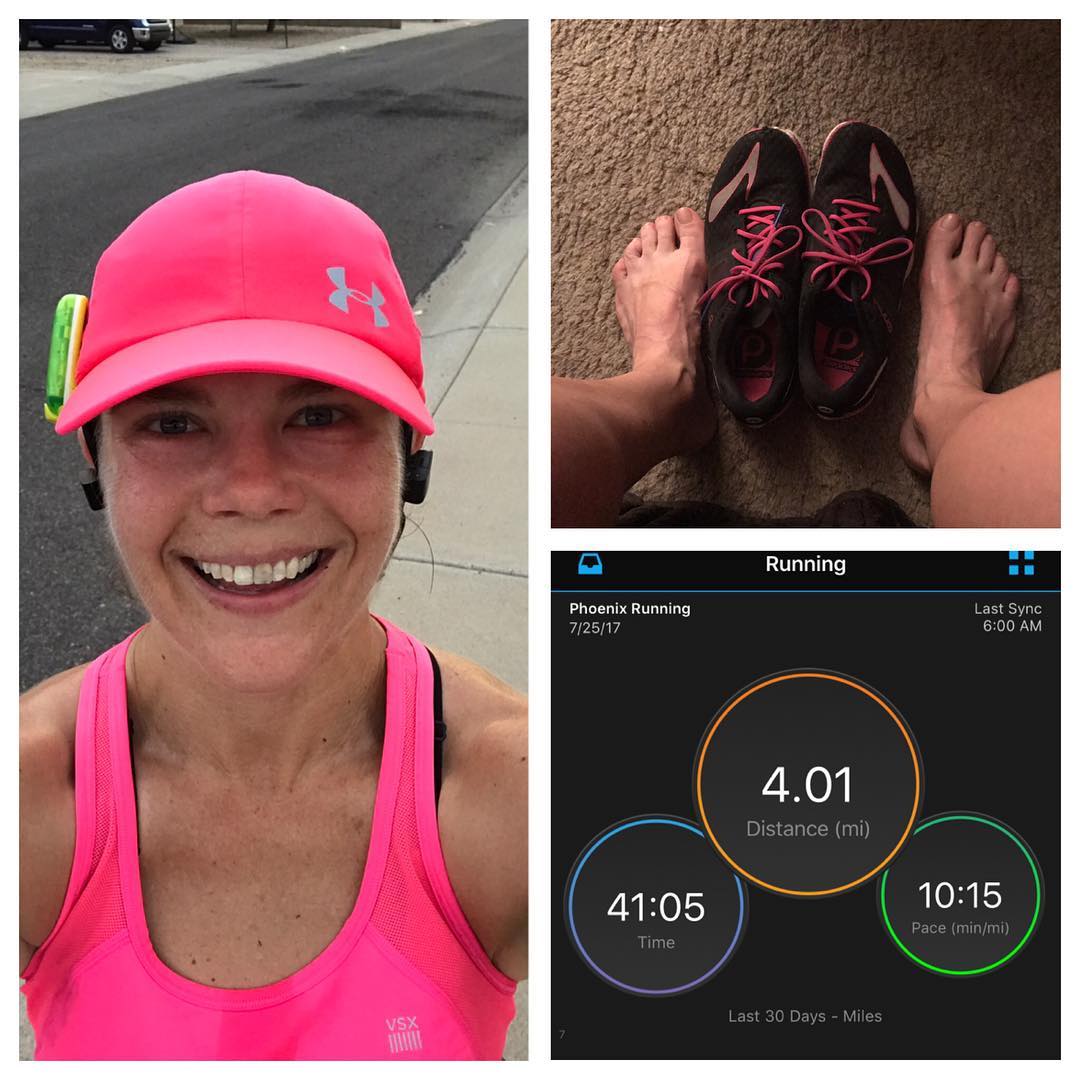 VSX
Running
Phoenix Running
7/25/17
Last Sync
6:00 AM
4.01
Distance (mi)
41:05
Time
10:15
Pace (min/mi)
Last 30 Days - Miles
7